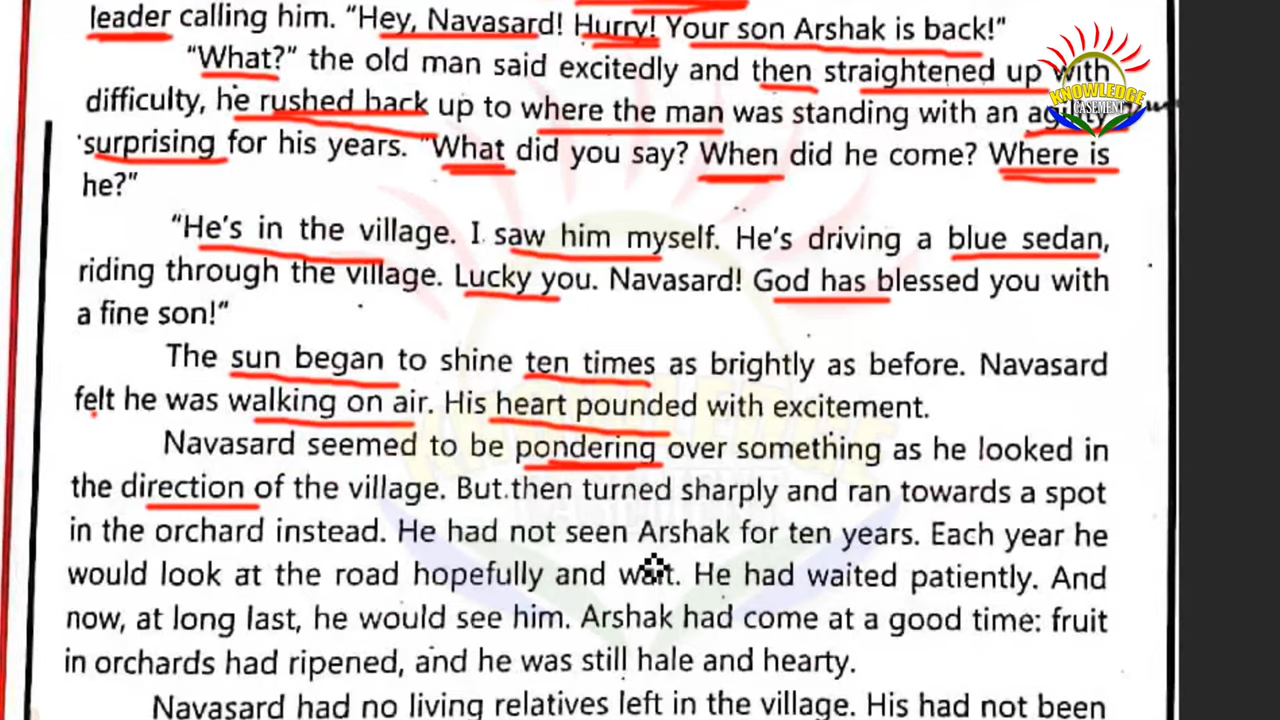 leader calling him. "Hey, Navasard! Hurry! Your son Arshak is back!"
"What?" the old man said excitedly and then straightened up with
difficulty, he rushed back up to where the man was standing with an
surprising for his years. "What did you say? When did he come? Where is
he?"
"He's in the village. I saw him myself. He's driving a blue sedan,
riding through the village. Lucky you. Navasard! God has blessed you with
a fine son!"
The sun began to shine ten times as brightly as before. Navasard
felt he was walking on air. His heart pounded with excitement.
Navasard seemed to be pondering over something as he looked in
the direction of the village. But then turned sharply and ran towards a spot
in the orchard instead. He had not seen Arshak for ten years. Each year he
would look at the road hopefully and wait. He had waited patiently. And
now, at long last, he would see him. Arshak had come at a good time: fruit
in orchards had ripened, and he was still hale and hearty.
Navasard had no living relatives left in the village. His had not been
KNOWLEDGE
CASEMENT